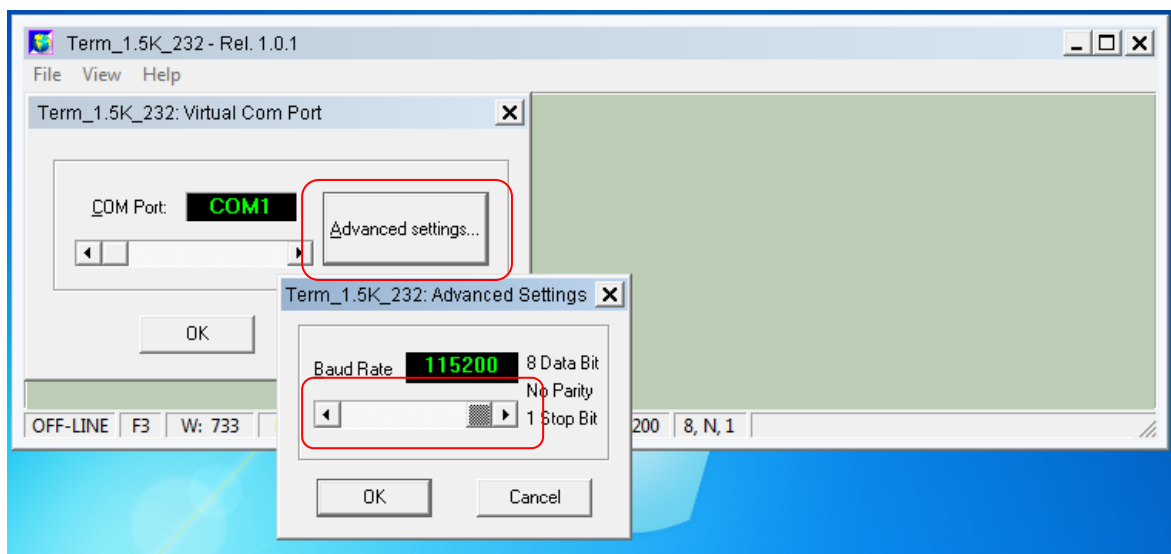 Term_1.5K_232 - Rel. 1.0.1
File View Help
Term_1.5K_232: Virtual Com Port
COM Port: COM1
Advanced settings...
OK
Term_1.5K_232: Advanced Settings
Baud Rate 115200
8 Data Bit
No Parity
1 Stop Bit
OK Cancel
OFF-LINE F3 W: 733 200 8, N, 1